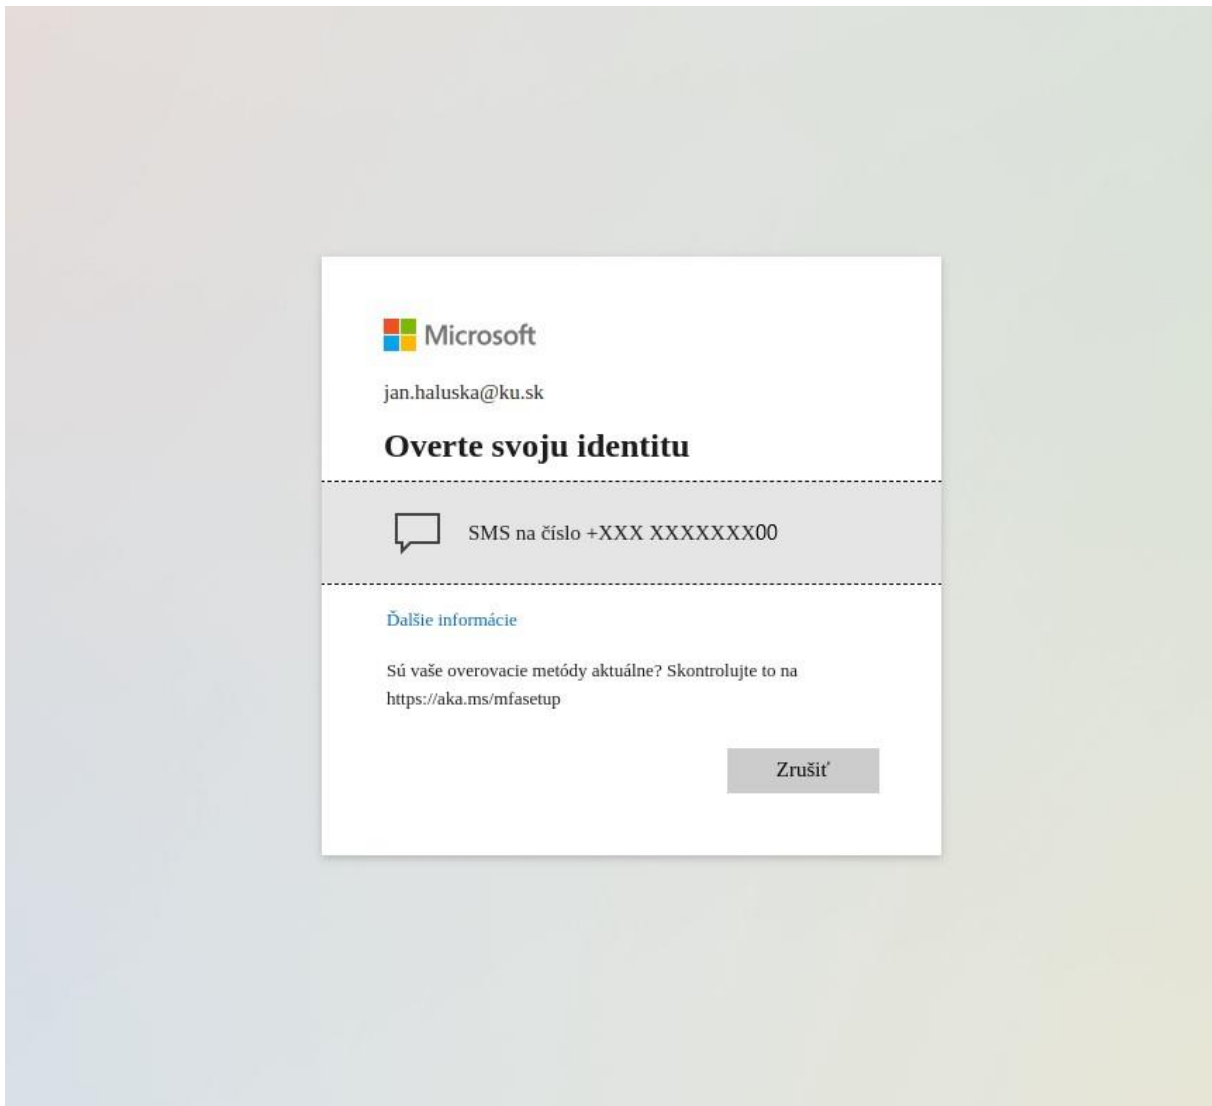 Microsoft
jan.haluska@ku.sk
Overte svoju identitu
SMS na číslo +XXX XXXXXXX00
Ďalšie informácie
Sú vaše overovacie metódy aktuálne? Skontrolujte to na
https://aka.ms/mfasetup
Zrušiť